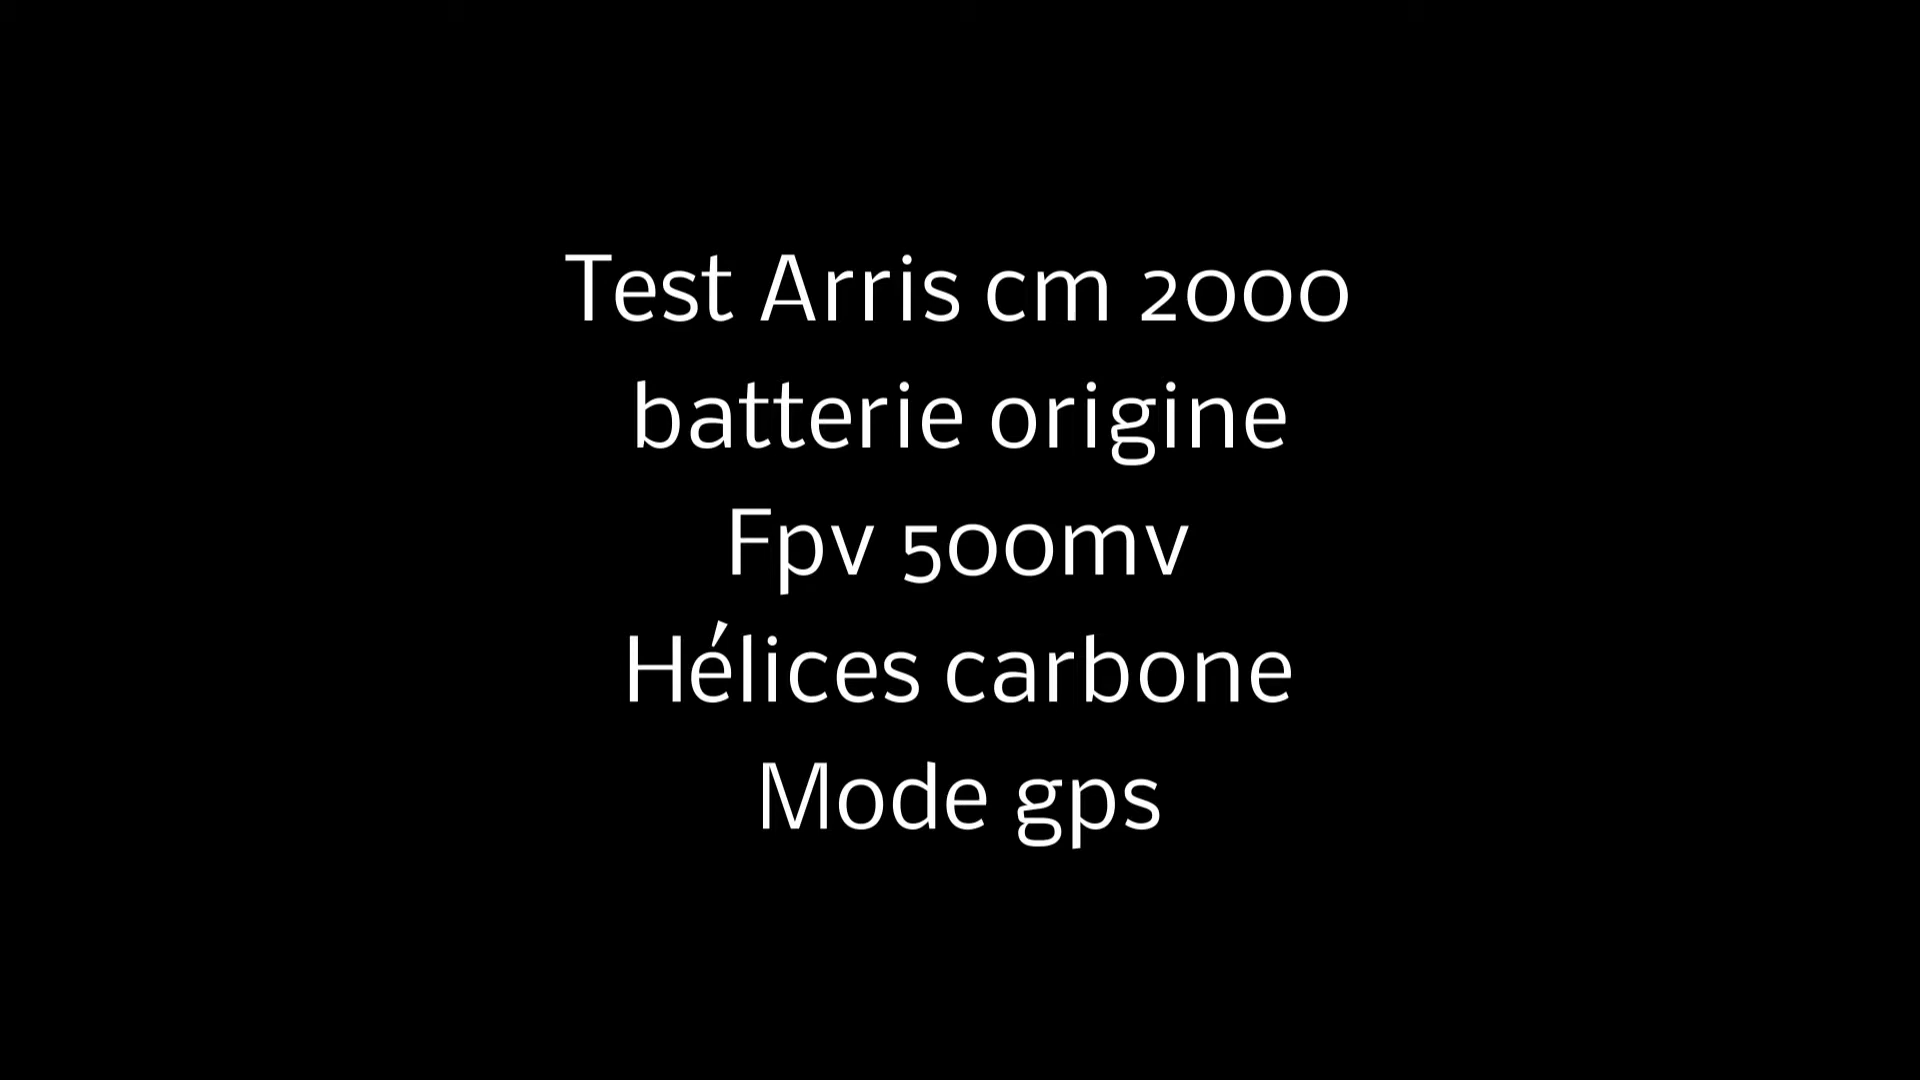 Test Arris cm 2000
batterie origine
Fpv 500mv
Hélices carbone
Mode gps